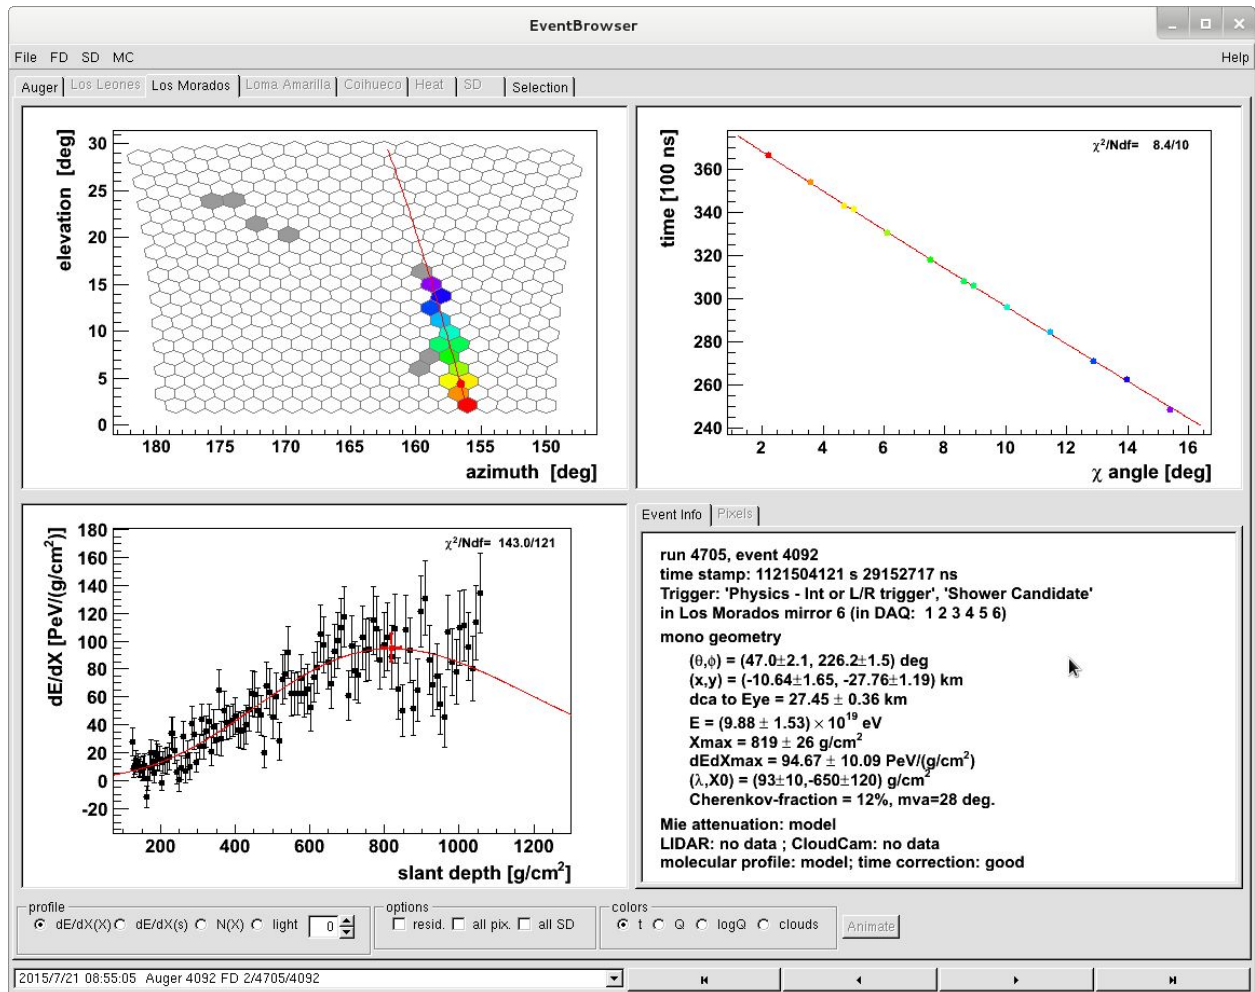 EventBrowser
File FD SD MC Help
Auger Los Leones Los Morados Loma Amarilla Coihueco Heat SD Selection
elevation [deg]
30
25
20
15
10
5
0
180 175 170 165 160 155 150
azimuth [deg]
time [100 ns]
χ²/Ndf= 8.4/10
360
340
320
300
280
260
240
2 4 6 8 10 12 14 16
χ angle [deg]
dE/dX [PeV/(g/cm²)]
χ²/Ndf= 143.0/121
180
160
140
120
100
80
60
40
20
0
-20
200 400 600 800 1000 1200
slant depth [g/cm²]
Event Info Pixels
run 4705, event 4092
time stamp: 1121504121 s 29152717 ns
Trigger: 'Physics - Int or L/R trigger', 'Shower Candidate'
in Los Morados mirror 6 (in DAQ: 1 2 3 4 5 6)
mono geometry
(θ,ϕ) = (47.0±2.1, 226.2±1.5) deg
(x,y) = (-10.64±1.65, -27.76±1.19) km
dca to Eye = 27.45 ± 0.36 km
E = (9.88 ± 1.53) × 10¹⁹ eV
Xmax = 819 ± 26 g/cm²
dEdXmax = 94.67 ± 10.09 PeV/(g/cm²)
(λ,X0) = (93±10,-650±120) g/cm²
Cherenkov-fraction = 12%, mva=28 deg.
Mie attenuation: model
LIDAR: no data ; CloudCam: no data
molecular profile: model; time correction: good
profile
dE/dX(X) dE/dX(s) N(X) light 0
options
resid. all pix. all SD
colors
t Q logQ clouds
Animate
2015/7/21 08:55:05 Auger 4092 FD 2/4705/4092